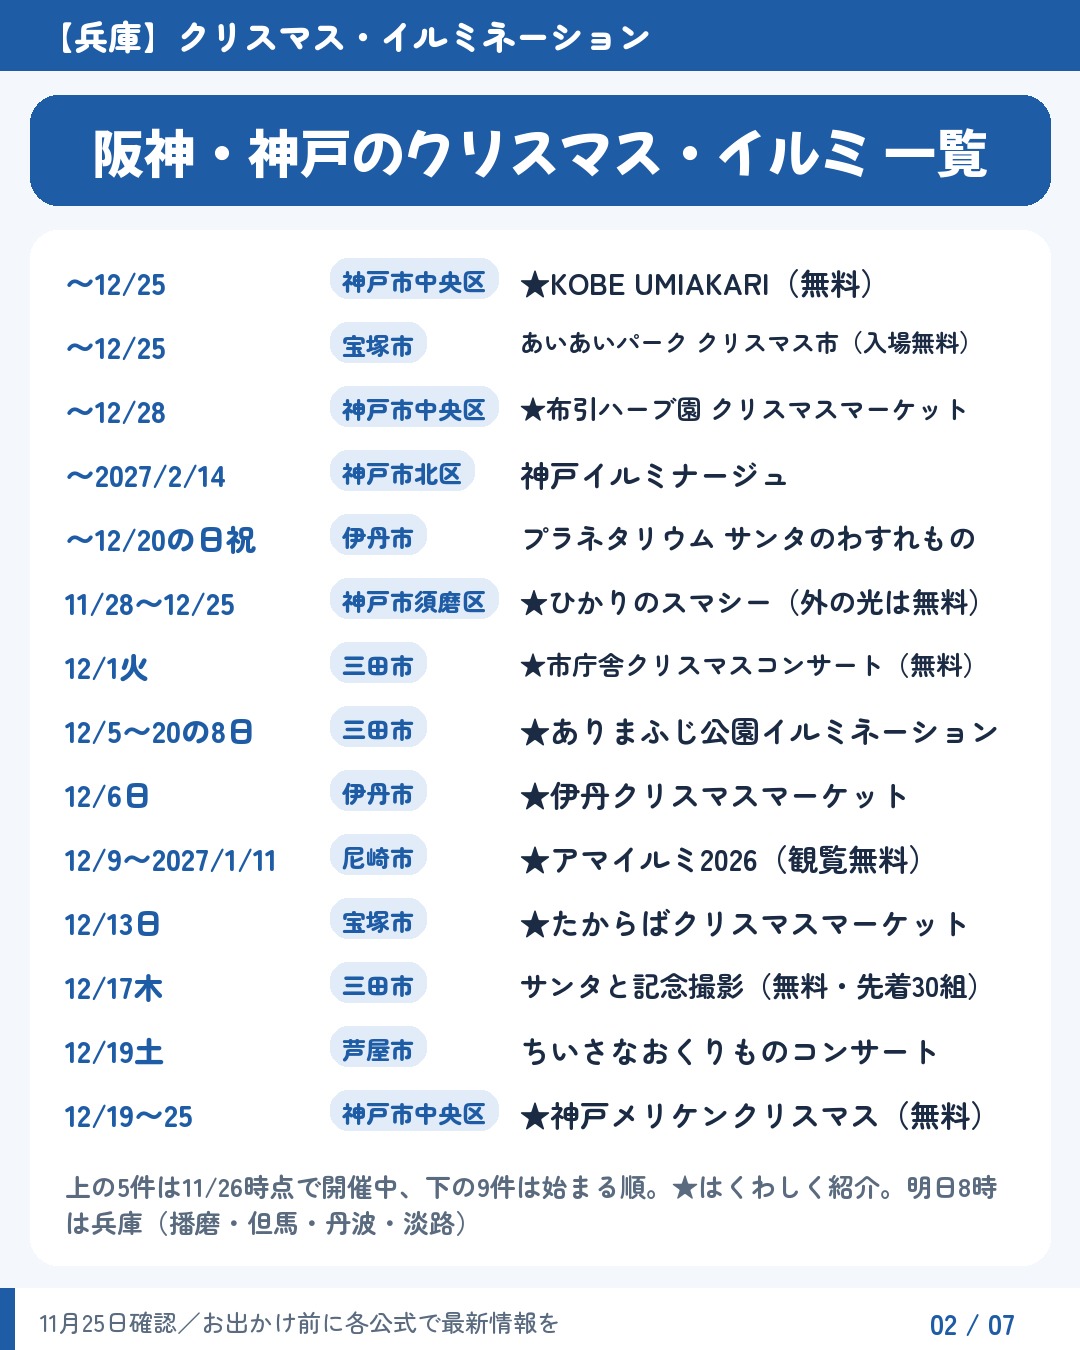 【兵庫】クリスマス・イルミネーション
阪神・神戸のクリスマス・イルミ 一覧
〜12/25 神戸市中央区 ★KOBE UMIAKARI（無料）
〜12/25 宝塚市 あいあいパーク クリスマス市（入場無料）
〜12/28 神戸市中央区 ★布引ハーブ園 クリスマスマーケット
〜2027/2/14 神戸市北区 神戸イルミナージュ
〜12/20の日祝 伊丹市 プラネタリウム サンタのわすれもの
11/28〜12/25 神戸市須磨区 ★ひかりのスマシー（外の光は無料）
12/1火 三田市 ★市庁舎クリスマスコンサート（無料）
12/5〜20の8日 三田市 ★ありまふじ公園イルミネーション
12/6日 伊丹市 ★伊丹クリスマスマーケット
12/9〜2027/1/11 尼崎市 ★アマイルミ2026（観覧無料）
12/13日 宝塚市 ★たからばクリスマスマーケット
12/17木 三田市 サンタと記念撮影（無料・先着30組）
12/19土 芦屋市 ちいさなおくりものコンサート
12/19〜25 神戸市中央区 ★神戸メリケンクリスマス（無料）
上の5件は11/26時点で開催中、下の9件は始まる順。★はくわしく紹介。明日8時
は兵庫（播磨・但馬・丹波・淡路）
11月25日確認／お出かけ前に各公式で最新情報を
02 / 07